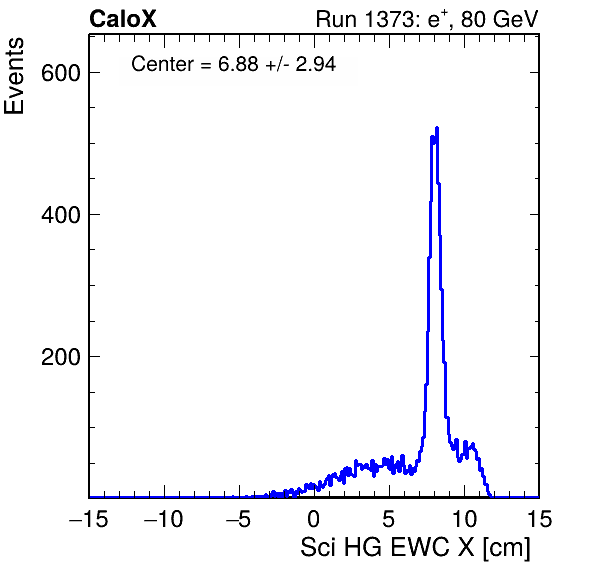 CaloX Run 1373: e⁺, 80 GeV
Center = 6.88 +/- 2.94
Events
600
400
200
−15 −10 −5 0 5 10 15
Sci HG EWC X [cm]